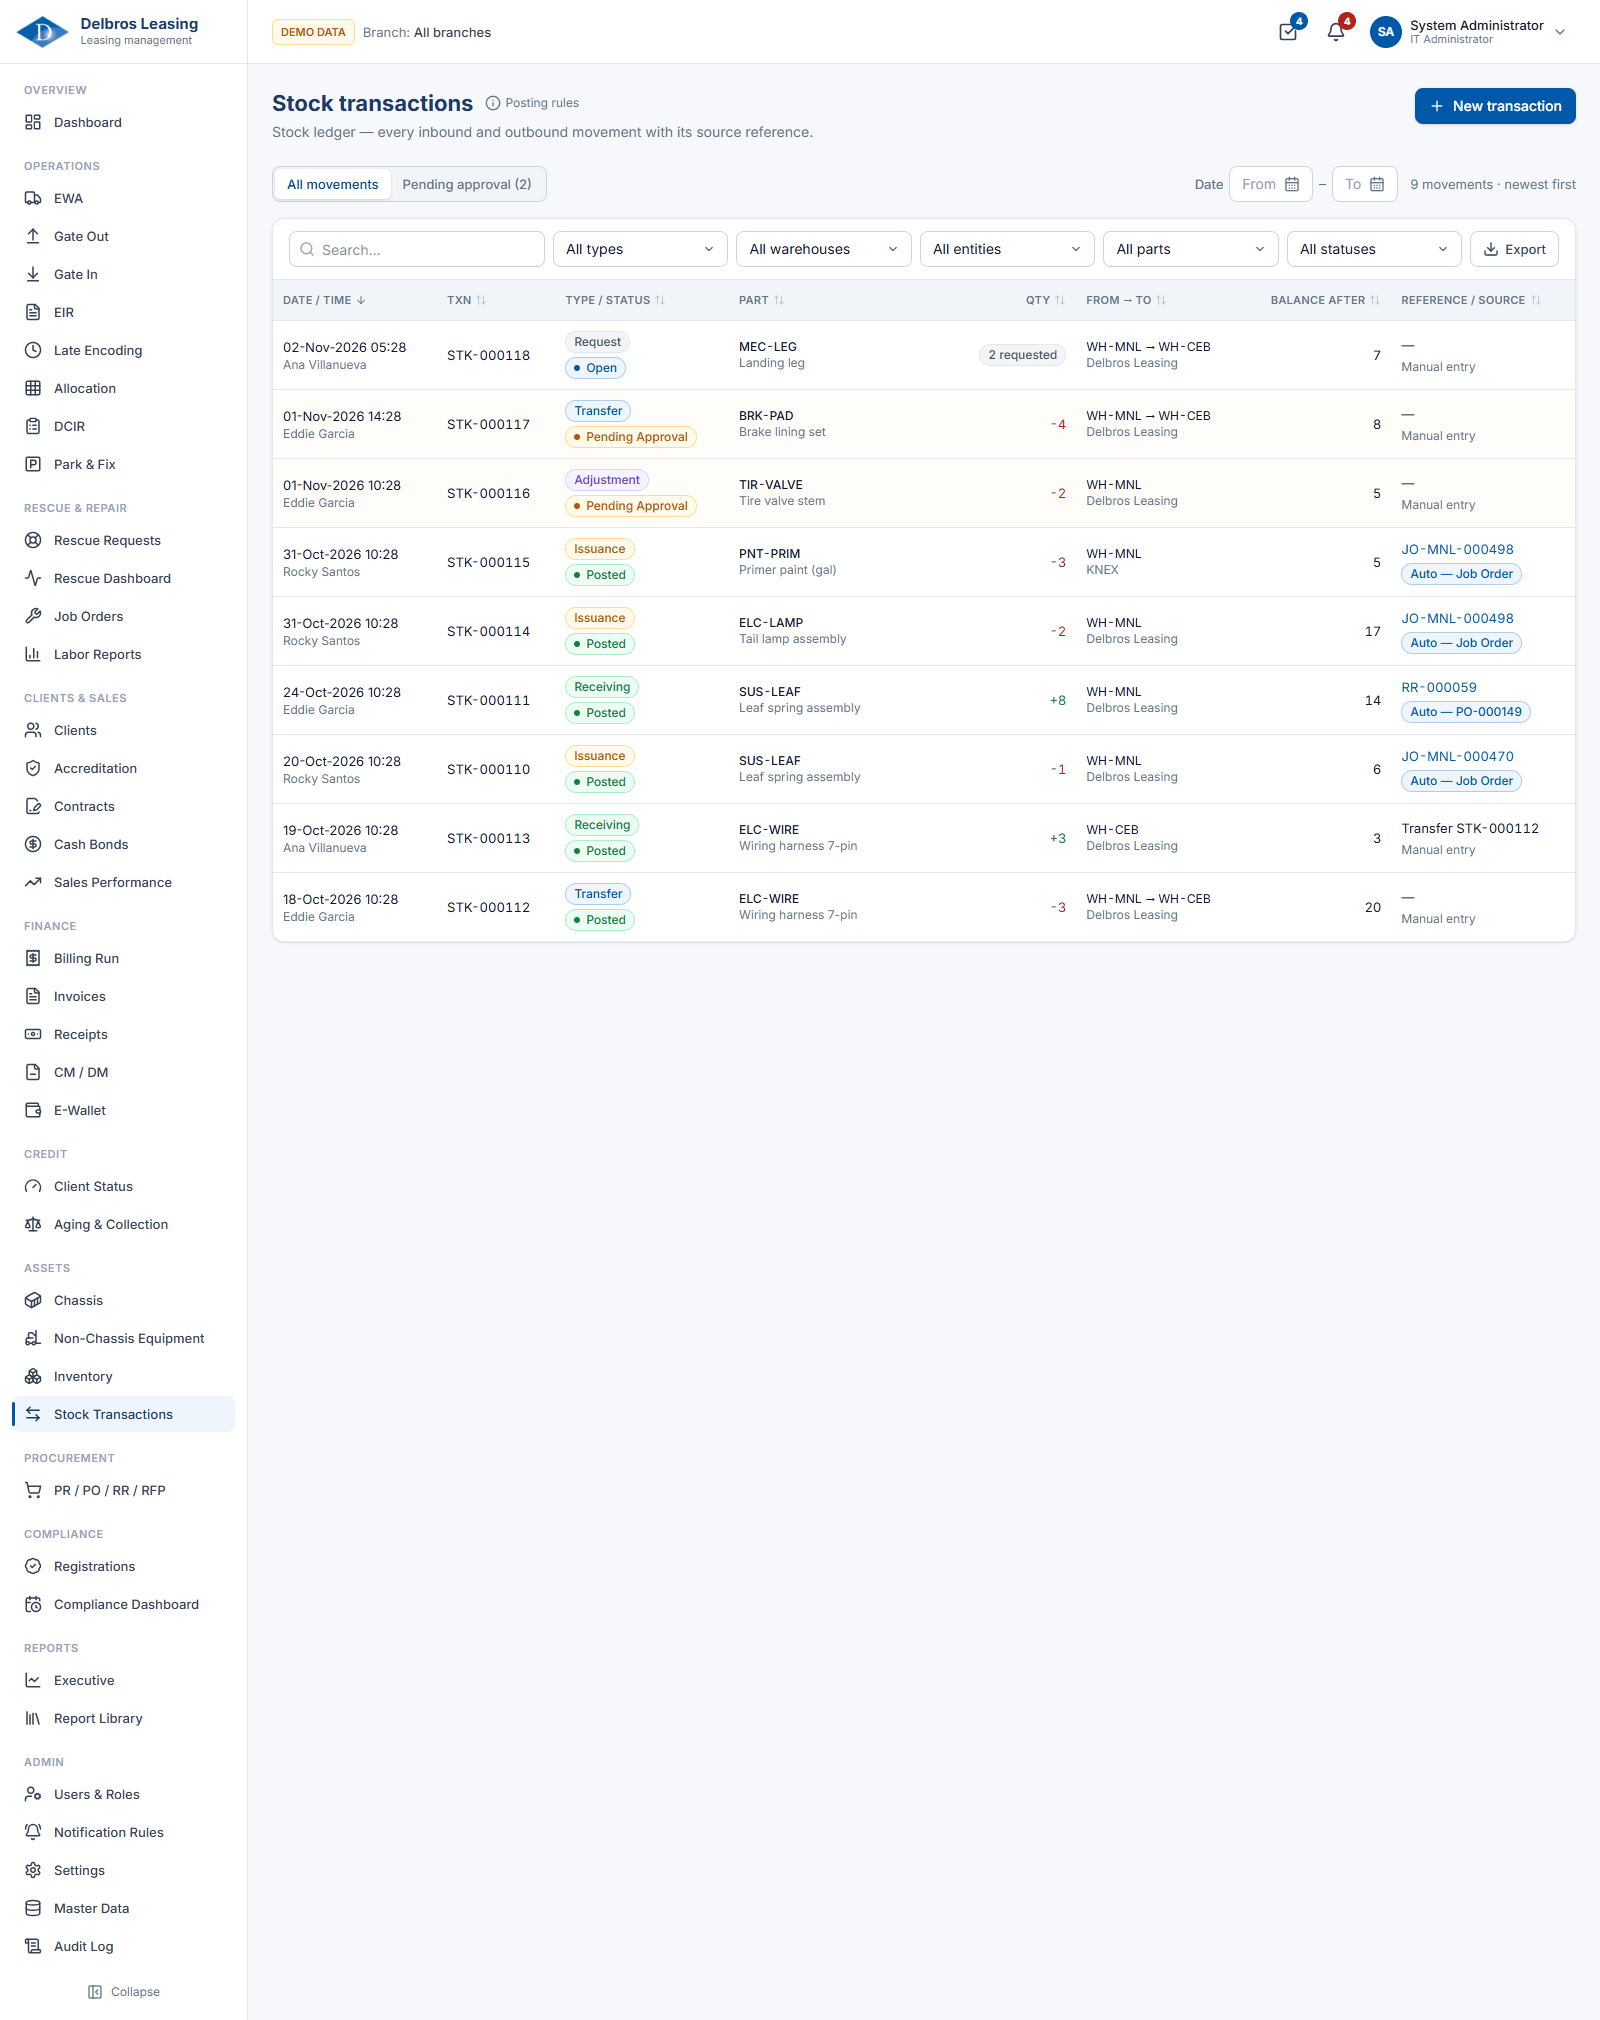 Delbros Leasing
Leasing management
DEMO DATA
Branch: All branches
4
4
SA
System Administrator
IT Administrator
OVERVIEW
Dashboard
OPERATIONS
EWA
Gate Out
Gate In
EIR
Late Encoding
Allocation
DCIR
Park & Fix
RESCUE & REPAIR
Rescue Requests
Rescue Dashboard
Job Orders
Labor Reports
CLIENTS & SALES
Clients
Accreditation
Contracts
Cash Bonds
Sales Performance
FINANCE
Billing Run
Invoices
Receipts
CM / DM
E-Wallet
CREDIT
Client Status
Aging & Collection
ASSETS
Chassis
Non-Chassis Equipment
Inventory
Stock Transactions
PROCUREMENT
PR / PO / RR / RFP
COMPLIANCE
Registrations
Compliance Dashboard
REPORTS
Executive
Report Library
ADMIN
Users & Roles
Notification Rules
Settings
Master Data
Audit Log
Collapse
Stock transactions
Posting rules
Stock ledger — every inbound and outbound movement with its source reference.
New transaction
All movements
Pending approval (2)
Date From – To 9 movements · newest first
Search...
All types
All warehouses
All entities
All parts
All statuses
Export
DATE / TIME TXN TYPE / STATUS PART QTY FROM → TO BALANCE AFTER REFERENCE / SOURCE
02-Nov-2026 05:28 STK-000118 Request MEC-LEG 2 requested WH-MNL → WH-CEB 7 —
Ana Villanueva Open Landing leg Delbros Leasing Manual entry
01-Nov-2026 14:28 STK-000117 Transfer BRK-PAD -4 WH-MNL → WH-CEB 8 —
Eddie Garcia Pending Approval Brake lining set Delbros Leasing Manual entry
01-Nov-2026 10:28 STK-000116 Adjustment TIR-VALVE -2 WH-MNL 5 —
Eddie Garcia Pending Approval Tire valve stem Delbros Leasing Manual entry
31-Oct-2026 10:28 STK-000115 Issuance PNT-PRIM -3 WH-MNL 5 JO-MNL-000498
Rocky Santos Posted Primer paint (gal) KNEX Auto — Job Order
31-Oct-2026 10:28 STK-000114 Issuance ELC-LAMP -2 WH-MNL 17 JO-MNL-000498
Rocky Santos Posted Tail lamp assembly Delbros Leasing Auto — Job Order
24-Oct-2026 10:28 STK-000111 Receiving SUS-LEAF +8 WH-MNL 14 RR-000059
Eddie Garcia Posted Leaf spring assembly Delbros Leasing Auto — PO-000149
20-Oct-2026 10:28 STK-000110 Issuance SUS-LEAF -1 WH-MNL 6 JO-MNL-000470
Rocky Santos Posted Leaf spring assembly Delbros Leasing Auto — Job Order
19-Oct-2026 10:28 STK-000113 Receiving ELC-WIRE +3 WH-CEB 3 Transfer STK-000112
Ana Villanueva Posted Wiring harness 7-pin Delbros Leasing Manual entry
18-Oct-2026 10:28 STK-000112 Transfer ELC-WIRE -3 WH-MNL → WH-CEB 20 —
Eddie Garcia Posted Wiring harness 7-pin Delbros Leasing Manual entry